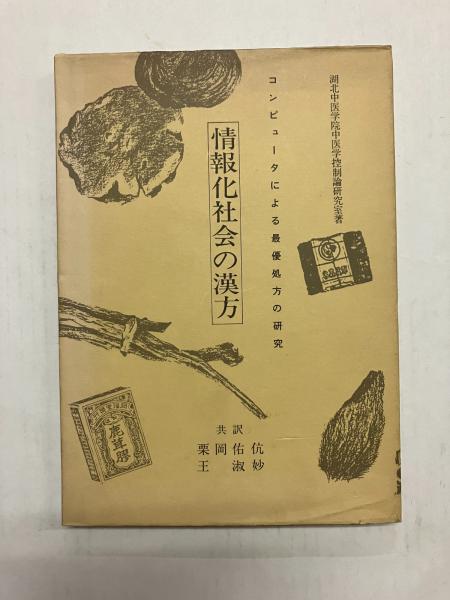 湖北中医学院中医学控制論研究室著
コンピュータによる最優処方の研究
情報化社会の漢方
共訳
栗岡佑伉
王淑妙
鹿茸膠